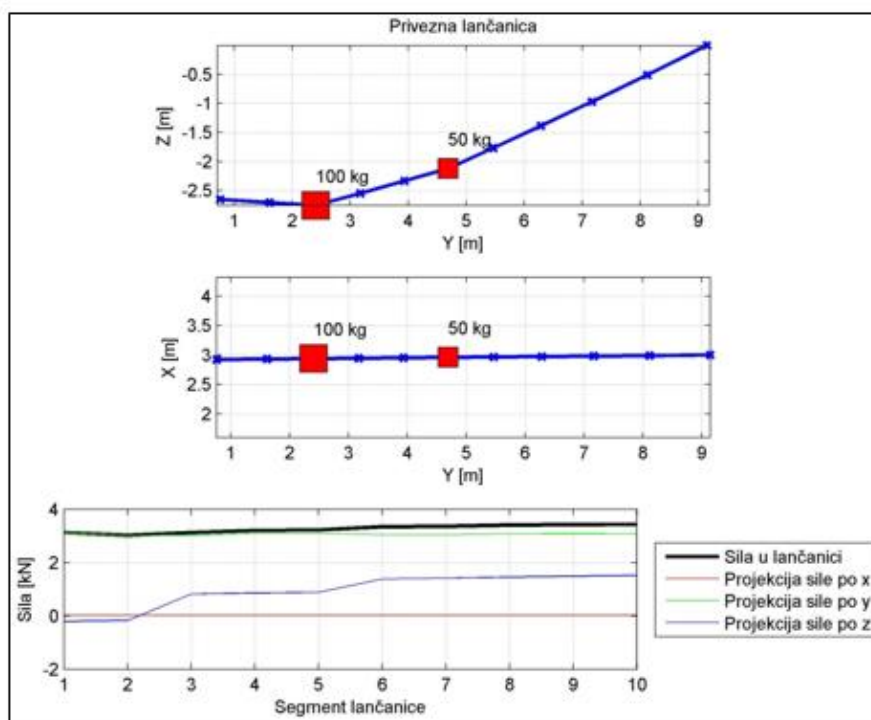 Privezna lančanica
Z [m]
-0.5
-1
-1.5
-2
-2.5
100 kg
50 kg
1 2 3 4 5 6 7 8 9
Y [m]
X [m]
4
3.5
3
2.5
2
100 kg
50 kg
1 2 3 4 5 6 7 8 9
Y [m]
Sila [kN]
4
2
0
-2
1 2 3 4 5 6 7 8 9 10
Segment lančanice
Sila u lančanici
Projekcija sile po x
Projekcija sile po y
Projekcija sile po z